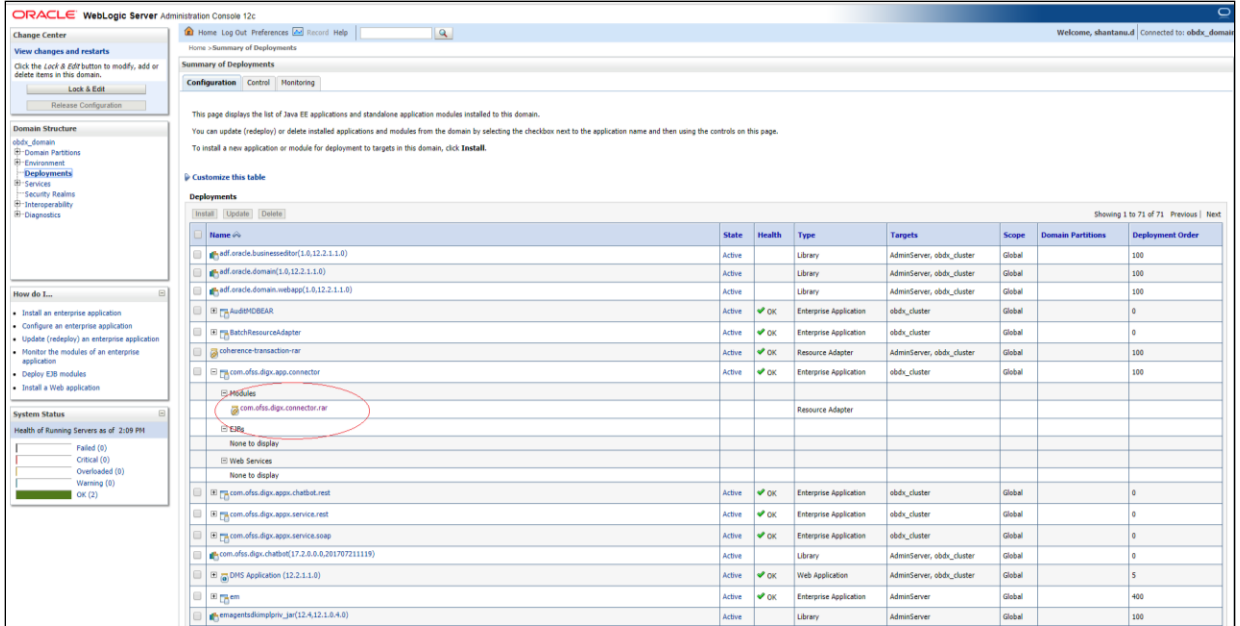 ORACLE WebLogic Server Administration Console 12c
Change Center
View changes and restarts
Click the Lock & Edit button to modify, add or
delete items in this domain.
Lock & Edit
Release Configuration
Domain Structure
obdx_domain
Domain Partitions
Environment
Deployments
Services
Security Realms
Interoperability
Diagnostics
How do I...
Install an enterprise application
Configure an enterprise application
Update (redeploy) an enterprise application
Monitor the modules of an enterprise
application
Deploy EJB modules
Install a Web application
System Status
Health of Running Servers as of 2:09 PM
Failed (0)
Critical (0)
Overloaded (0)
Warning (0)
OK (2)
Home Log Out Preferences Record Help
Welcome, shantanu.d Connected to: obdx_domain
Home >Summary of Deployments
Summary of Deployments
Configuration Control Monitoring
This page displays the list of Java EE applications and standalone application modules installed to this domain.
You can update (redeploy) or delete installed applications and modules from the domain by selecting the checkbox next to the application name and then using the controls on this page.
To install a new application or module for deployment to targets in this domain, click Install.
Customize this table
Deployments
Install Update Delete Showing 1 to 71 of 71 Previous | Next
Name State Health Type Targets Scope Domain Partitions Deployment Order
adf.oracle.businesseditor(1.0,12.2.1.1.0) Active Library AdminServer, obdx_cluster Global 100
adf.oracle.domain(1.0,12.2.1.1.0) Active Library AdminServer, obdx_cluster Global 100
adf.oracle.domain.webapp(1.0,12.2.1.1.0) Active Library AdminServer, obdx_cluster Global 100
AuditMDBEAR Active OK Enterprise Application obdx_cluster Global 0
BatchResourceAdapter Active OK Enterprise Application obdx_cluster Global 0
coherence-transaction-rar Active OK Resource Adapter AdminServer, obdx_cluster Global 100
com.ofss.digx.app.connector Active OK Enterprise Application obdx_cluster Global 100
Modules
com.ofss.digx.connector.rar Resource Adapter
EJBs
None to display
Web Services
None to display
com.ofss.digx.appx.chatbot.rest Active OK Enterprise Application obdx_cluster Global 0
com.ofss.digx.appx.service.rest Active OK Enterprise Application obdx_cluster Global 0
com.ofss.digx.appx.service.soap Active OK Enterprise Application obdx_cluster Global 0
com.ofss.digx.chatbot(17.2.0.0.0,201707211119) Active Library AdminServer, obdx_cluster Global 0
DMS Application (12.2.1.1.0) Active OK Web Application AdminServer, obdx_cluster Global 5
em Active OK Enterprise Application AdminServer Global 400
emagentsdkimplpriv_jar(12.4,12.1.0.4.0) Active Library AdminServer Global 100